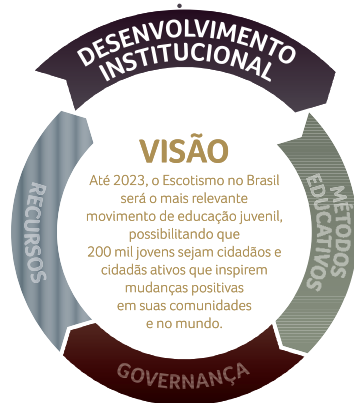 DESENVOLVIMENTO
INSTITUCIONAL
VISÃO
Até 2023, o Escotismo no Brasil
será o mais relevante
movimento de educação juvenil,
possibilitando que
200 mil jovens sejam cidadãos e
cidadãs ativos que inspirem
mudanças positivas
em suas comunidades
e no mundo.
RECURSOS
MÉTODOS
EDUCATIVOS
GOVERNANÇA